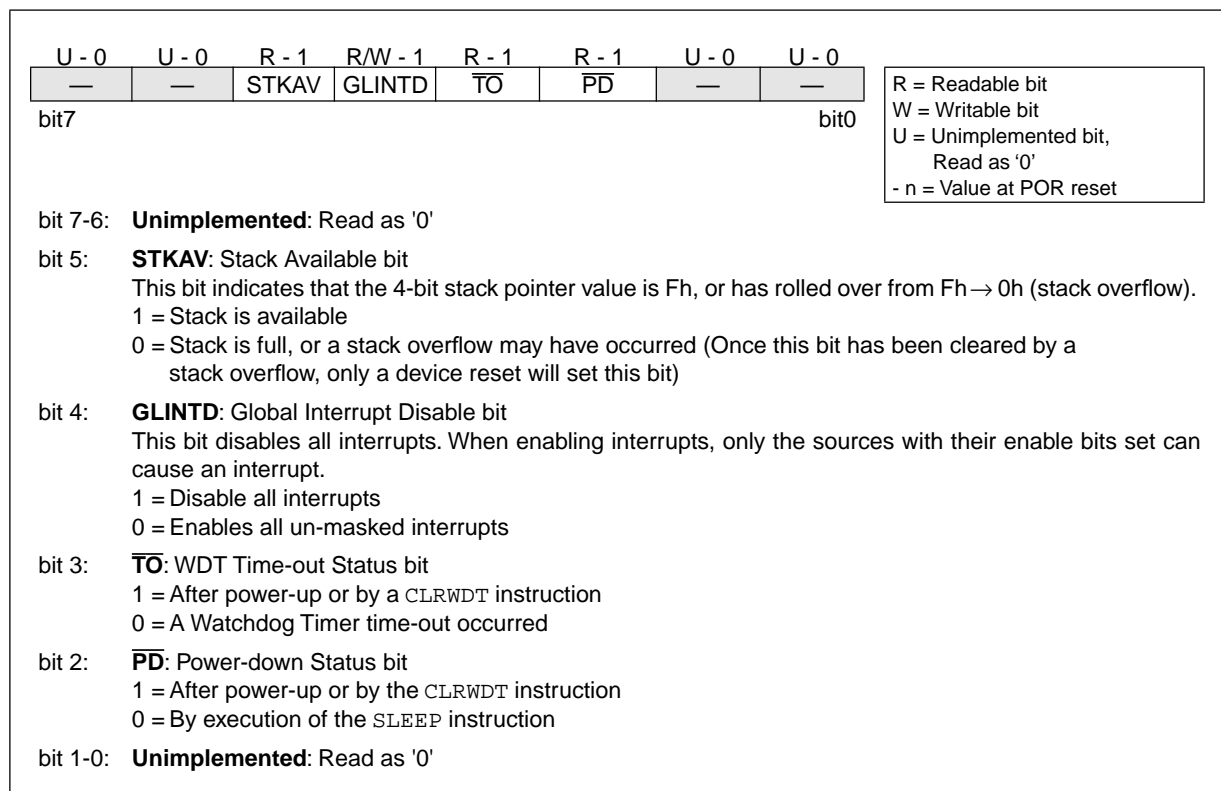 U - 0 U - 0 R - 1 R/W - 1 R - 1 R - 1 U - 0 U - 0
— — STKAV GLINTD T̅O̅ P̅D̅ — —
bit7 bit0
R = Readable bit
W = Writable bit
U = Unimplemented bit,
Read as ‘0’
- n = Value at POR reset
bit 7-6: Unimplemented: Read as '0'
bit 5: STKAV: Stack Available bit
This bit indicates that the 4-bit stack pointer value is Fh, or has rolled over from Fh → 0h (stack overflow).
1 = Stack is available
0 = Stack is full, or a stack overflow may have occurred (Once this bit has been cleared by a
stack overflow, only a device reset will set this bit)
bit 4: GLINTD: Global Interrupt Disable bit
This bit disables all interrupts. When enabling interrupts, only the sources with their enable bits set can
cause an interrupt.
1 = Disable all interrupts
0 = Enables all un-masked interrupts
bit 3: T̅O̅: WDT Time-out Status bit
1 = After power-up or by a CLRWDT instruction
0 = A Watchdog Timer time-out occurred
bit 2: P̅D̅: Power-down Status bit
1 = After power-up or by the CLRWDT instruction
0 = By execution of the SLEEP instruction
bit 1-0: Unimplemented: Read as '0'